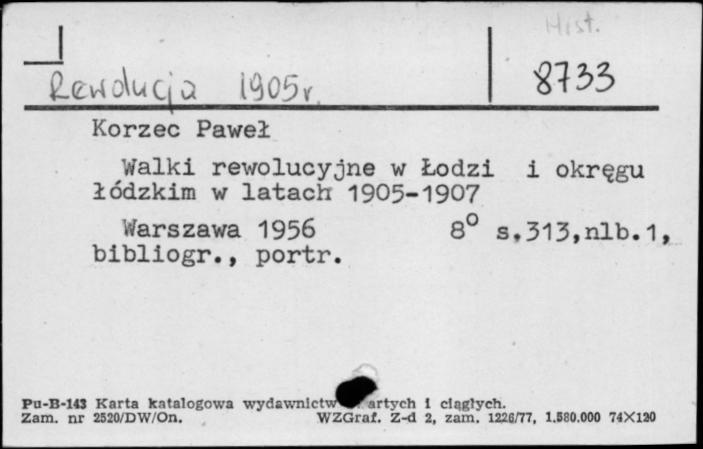 Hist.
Rewolucja 1905r.
8733
Korzec Paweł
Walki rewolucyjne w Łodzi i okręgu
łódzkim w latach 1905-1907
Warszawa 1956 8° s.313,nlb.1,
bibliogr., portr.
Pu-B-143 Karta katalogowa wydawnictw artych i ciągłych.
Zam. nr 2520/DW/On. WZGraf. Z-d 2, zam. 1226/77, 1.580.000 74X120